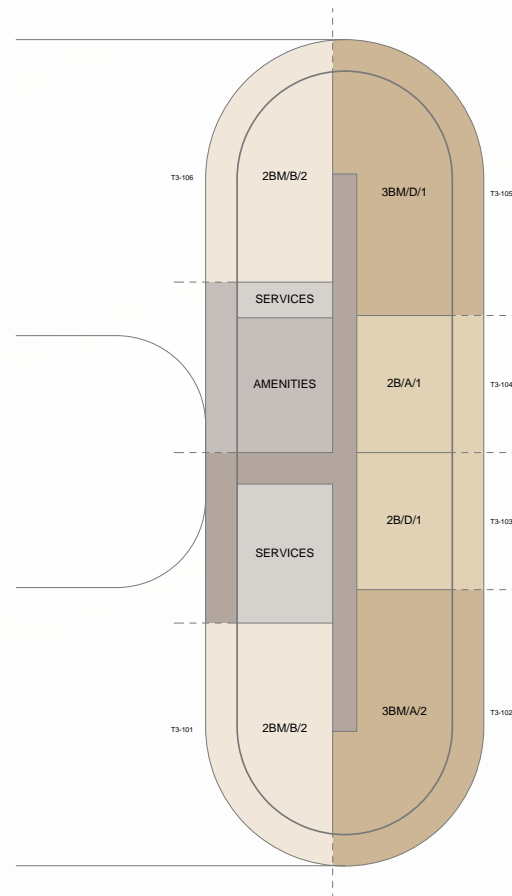 T3-106
2BM/B/2
3BM/D/1
T3-105
SERVICES
AMENITIES
2B/A/1
T3-104
2B/D/1
T3-103
SERVICES
T3-101
2BM/B/2
3BM/A/2
T3-102